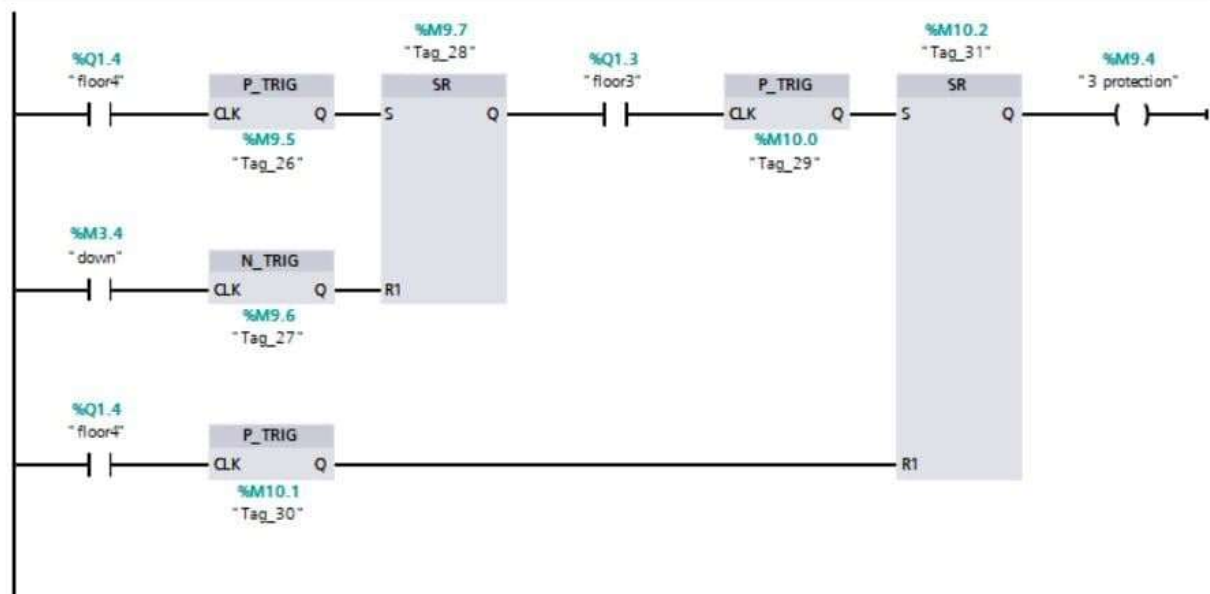 %M9.7
"Tag_28"
%M10.2
"Tag_31"
%Q1.4
"floor4"
%Q1.3
"floor3"
%M9.4
"3 protection"
P_TRIG
SR
P_TRIG
SR
CLK Q
S Q
CLK Q
S Q
%M9.5
"Tag_26"
%M10.0
"Tag_29"
%M3.4
"down"
N_TRIG
CLK Q
R1
%M9.6
"Tag_27"
%Q1.4
"floor4"
P_TRIG
CLK Q
R1
%M10.1
"Tag_30"